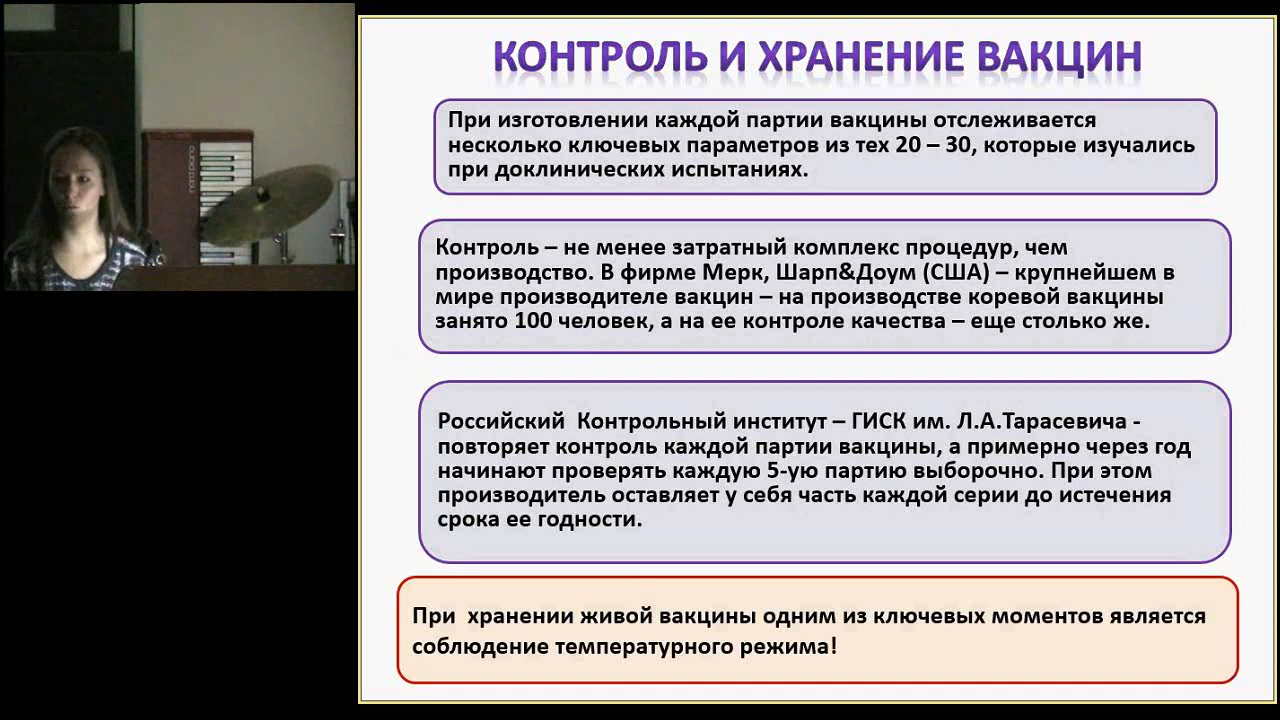 КОНТРОЛЬ И ХРАНЕНИЕ ВАКЦИН
При изготовлении каждой партии вакцины отслеживается
несколько ключевых параметров из тех 20 – 30, которые изучались
при доклинических испытаниях.
Контроль – не менее затратный комплекс процедур, чем
производство. В фирме Мерк, Шарп&Доум (США) – крупнейшем в
мире производителе вакцин – на производстве коревой вакцины
занято 100 человек, а на ее контроле качества – еще столько же.
Российский  Контрольный институт – ГИСК им. Л.А.Тарасевича -
повторяет контроль каждой партии вакцины, а примерно через год
начинают проверять каждую 5-ую партию выборочно. При этом
производитель оставляет у себя часть каждой серии до истечения
срока ее годности.
При  хранении живой вакцины одним из ключевых моментов является
соблюдение температурного режима!
nord piano